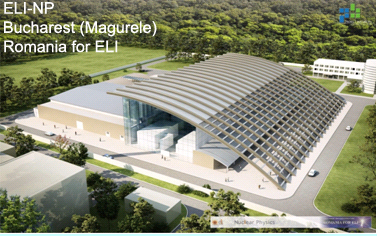 ELI-NP
Bucharest (Magurele)
Romania for ELI
Nuclear Physics